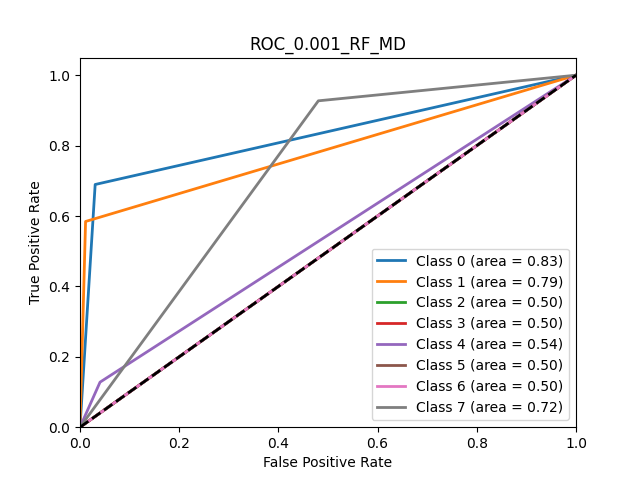 ROC_0.001_RF_MD
1.0
0.8
0.6
0.4
0.2
0.0
True Positive Rate
Class 0 (area = 0.83)
Class 1 (area = 0.79)
Class 2 (area = 0.50)
Class 3 (area = 0.50)
Class 4 (area = 0.54)
Class 5 (area = 0.50)
Class 6 (area = 0.50)
Class 7 (area = 0.72)
0.0 0.2 0.4 0.6 0.8 1.0
False Positive Rate